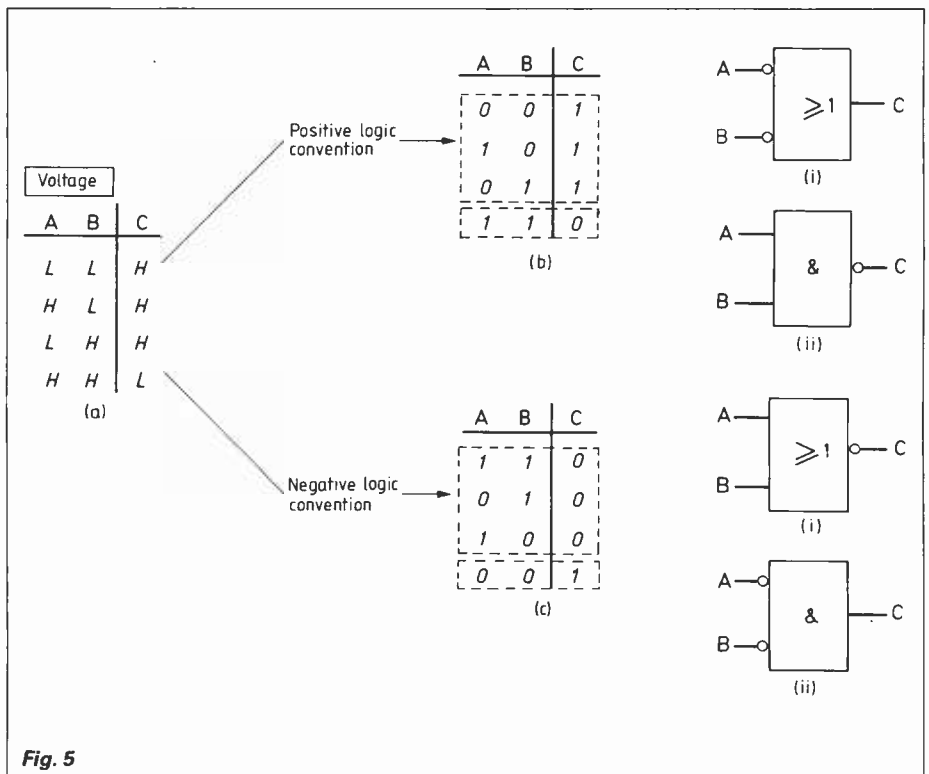 Voltage
A B C
L L H
H L H
L H H
H H L
(a)
Positive logic
convention
A B C
0 0 1
1 0 1
0 1 1
1 1 0
(b)
A
B
⩾1
C
(i)
A
B
&
C
(ii)
Negative logic
convention
A B C
1 1 0
0 1 0
1 0 0
0 0 1
(c)
A
B
⩾1
C
(i)
A
B
&
C
(ii)
Fig. 5